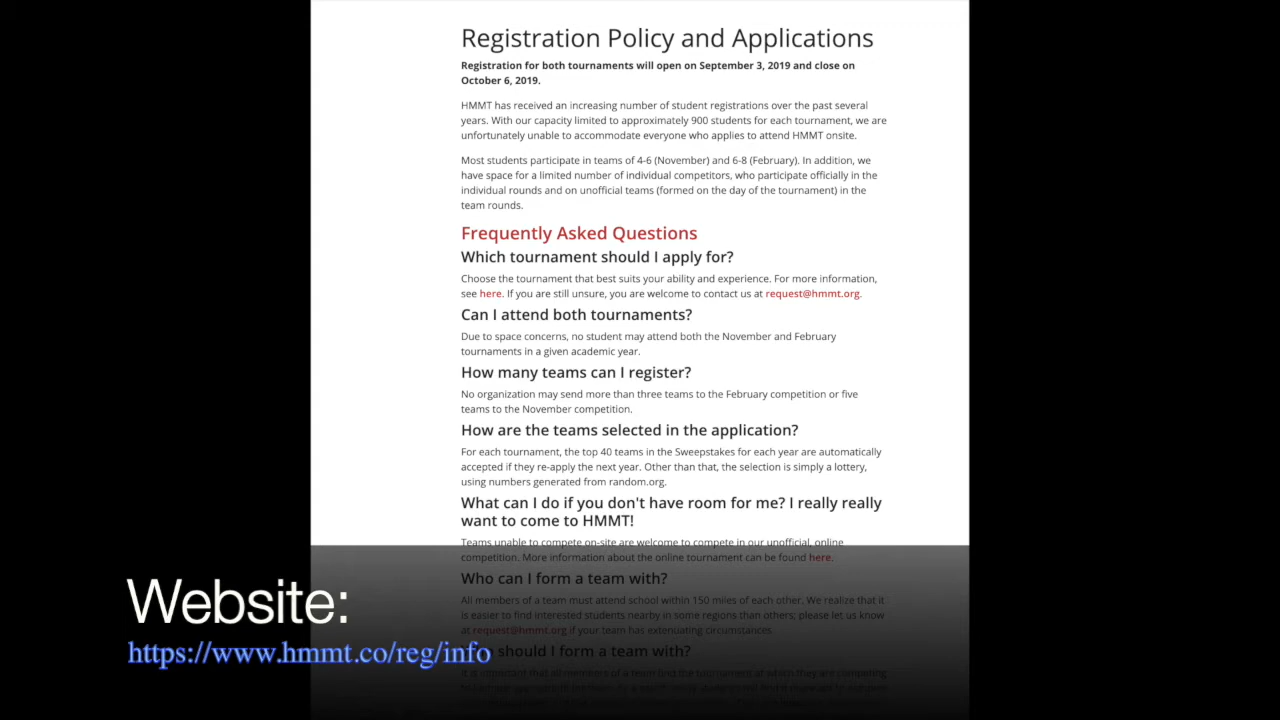 Registration Policy and Applications
Registration for both tournaments will open on September 3, 2019 and close on
October 6, 2019.
HMMT has received an increasing number of student registrations over the past several
years. With our capacity limited to approximately 900 students for each tournament, we are
unfortunately unable to accommodate everyone who applies to attend HMMT onsite.
Most students participate in teams of 4-6 (November) and 6-8 (February). In addition, we
have space for a limited number of individual competitors, who participate officially in the
individual rounds and on unofficial teams (formed on the day of the tournament) in the
team rounds.
Frequently Asked Questions
Which tournament should I apply for?
Choose the tournament that best suits your ability and experience. For more information,
see here. If you are still unsure, you are welcome to contact us at request@hmmt.org.
Can I attend both tournaments?
Due to space concerns, no student may attend both the November and February
tournaments in a given academic year.
How many teams can I register?
No organization may send more than three teams to the February competition or five
teams to the November competition.
How are the teams selected in the application?
For each tournament, the top 40 teams in the Sweepstakes for each year are automatically
accepted if they re-apply the next year. Other than that, the selection is simply a lottery,
using numbers generated from random.org.
What can I do if you don't have room for me? I really really
want to come to HMMT!
Teams unable to compete on-site are welcome to compete in our unofficial, online
competition. More information about the online tournament can be found here.
Who can I form a team with?
All members of a team must attend school within 150 miles of each other. We realize that it
is easier to find interested students nearby in some regions than others; please let us know
at request@hmmt.org if your team has extenuating circumstances.
should I form a team with?
It is important that all members of a team find the tournament at which they are competing
Website:
https://www.hmmt.co/reg/info